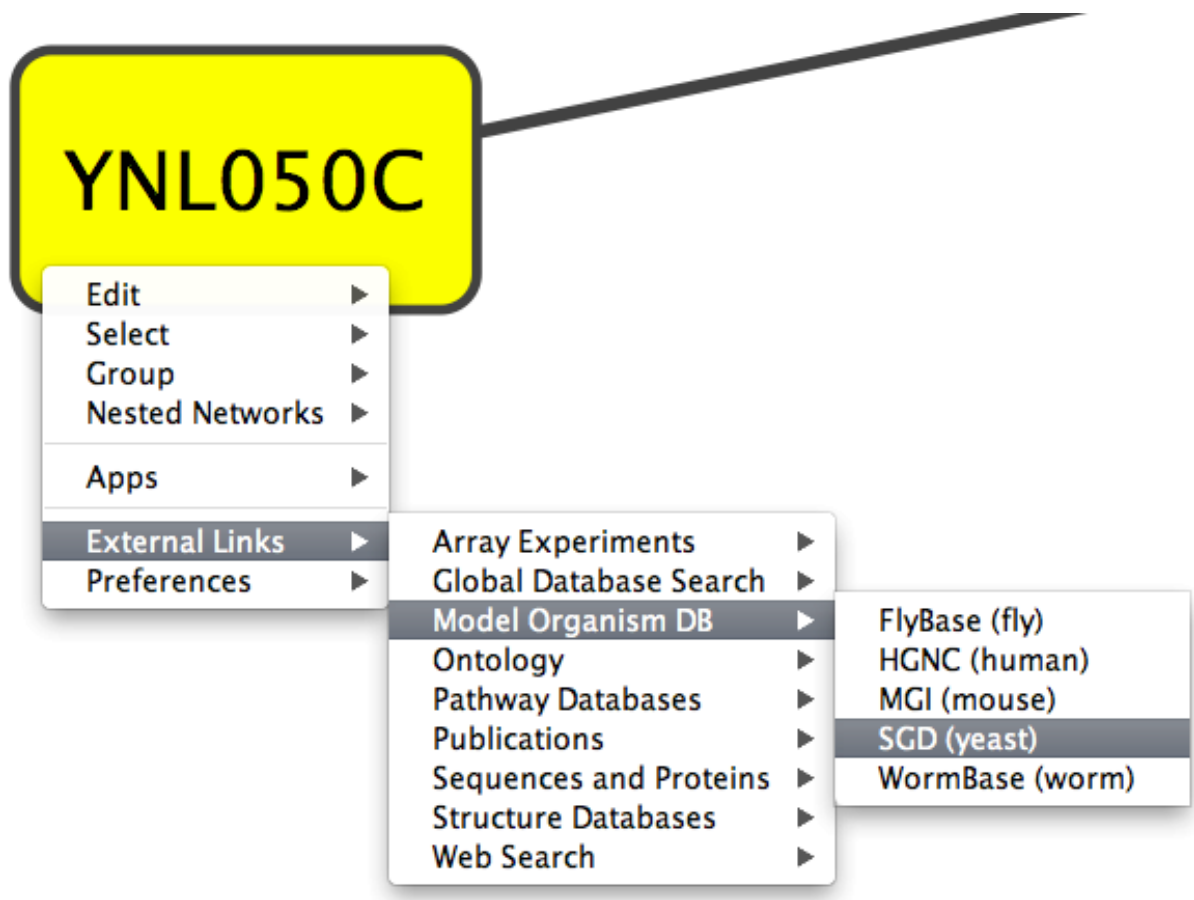 YNL050C
Edit
Select
Group
Nested Networks
Apps
External Links
Preferences
Array Experiments
Global Database Search
Model Organism DB
Ontology
Pathway Databases
Publications
Sequences and Proteins
Structure Databases
Web Search
FlyBase (fly)
HGNC (human)
MGI (mouse)
SGD (yeast)
WormBase (worm)